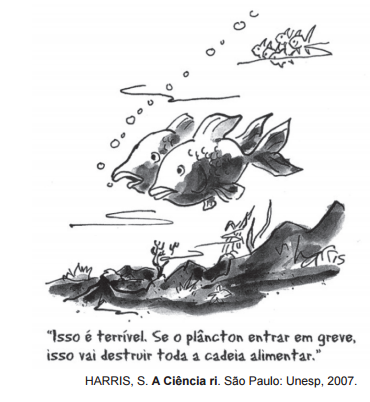 S. Harris
"Isso é terrível. Se o plâncton entrar em greve,
isso vai destruir toda a cadeia alimentar."
HARRIS, S. A Ciência ri. São Paulo: Unesp, 2007.